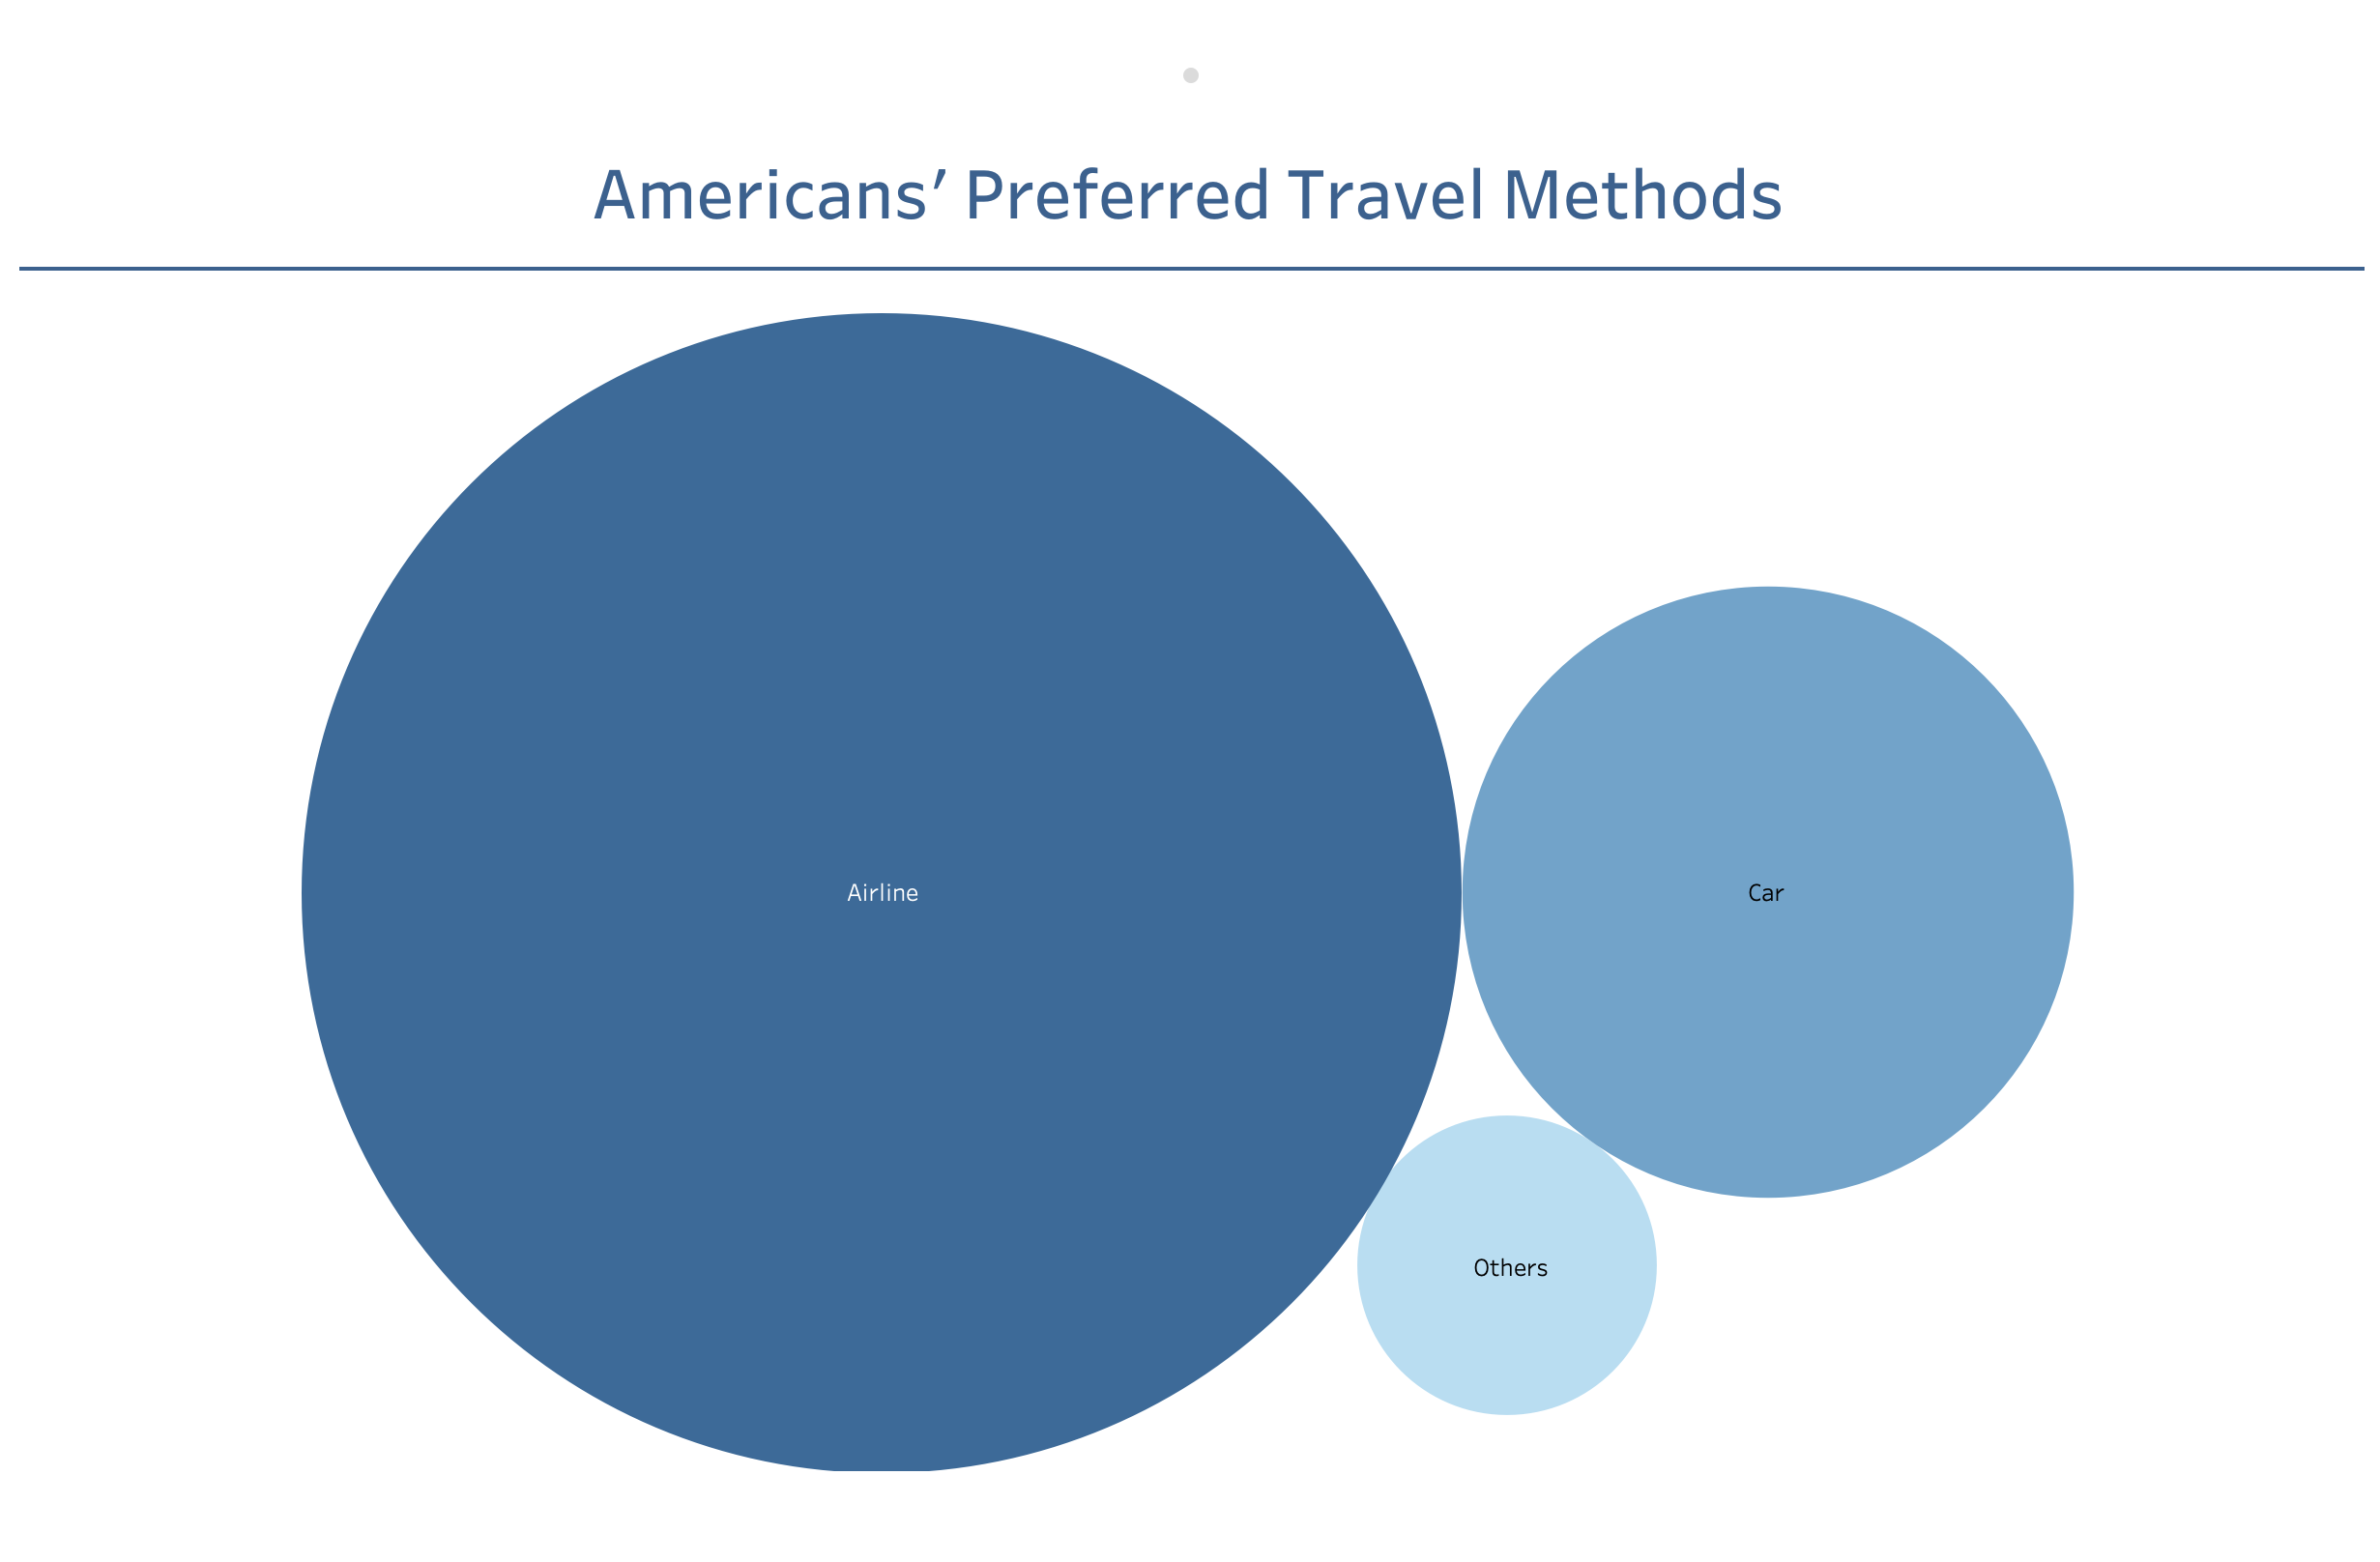 Americans’ Preferred Travel Methods
Airline
Car
Others